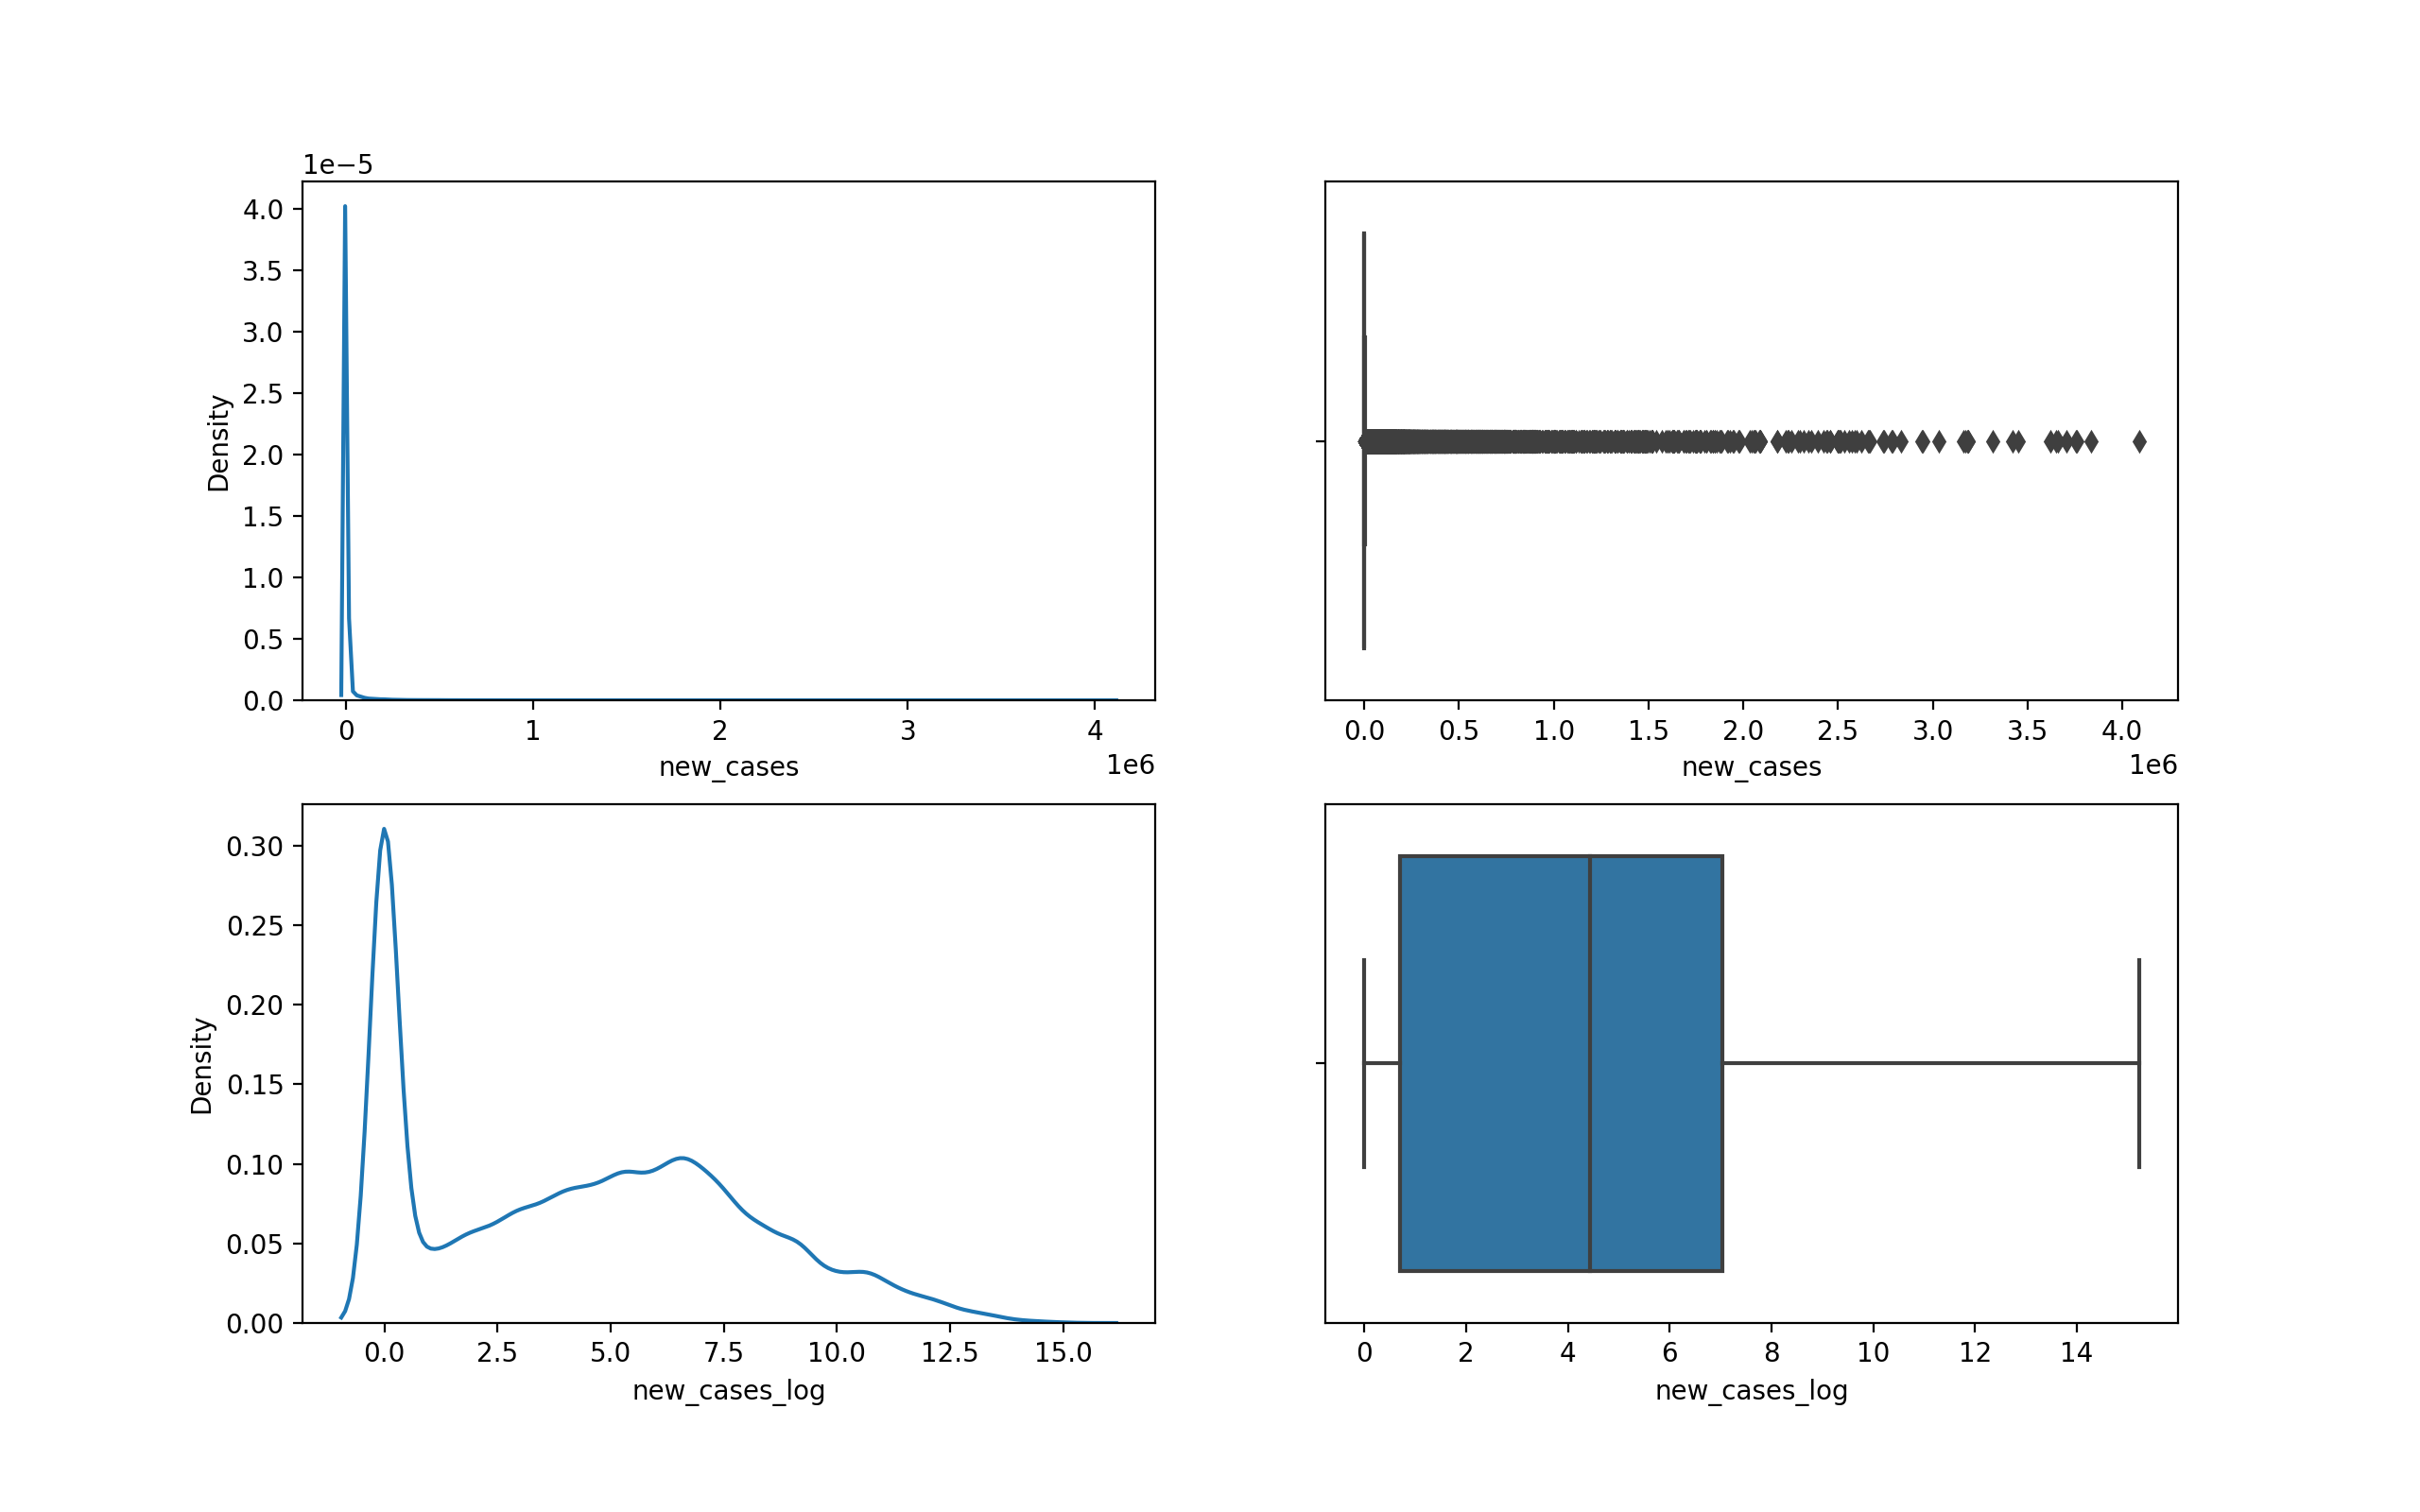 1e−5
4.0
3.5
3.0
2.5
2.0
1.5
1.0
0.5
0.0
Density
0 1 2 3 4
new_cases
1e6
0.0 0.5 1.0 1.5 2.0 2.5 3.0 3.5 4.0
new_cases
1e6
0.30
0.25
0.20
0.15
0.10
0.05
0.00
Density
0.0 2.5 5.0 7.5 10.0 12.5 15.0
new_cases_log
0 2 4 6 8 10 12 14
new_cases_log